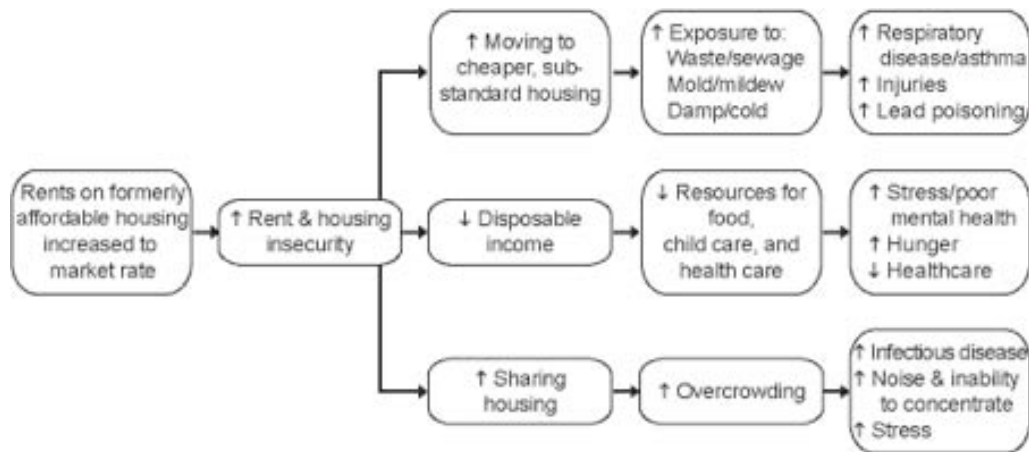 ↑ Moving to
cheaper, sub-
standard housing
↑ Exposure to:
Waste/sewage
Mold/mildew
Damp/cold
↑ Respiratory
disease/asthma
↑ Injuries
↑ Lead poisoning
Rents on formerly
affordable housing
increased to
market rate
↑ Rent & housing
insecurity
↓ Disposable
income
↓ Resources for
food,
child care, and
health care
↑ Stress/poor
mental health
↑ Hunger
↓ Healthcare
↑ Sharing
housing
↑ Overcrowding
↑ Infectious disease
↑ Noise & inability
to concentrate
↑ Stress